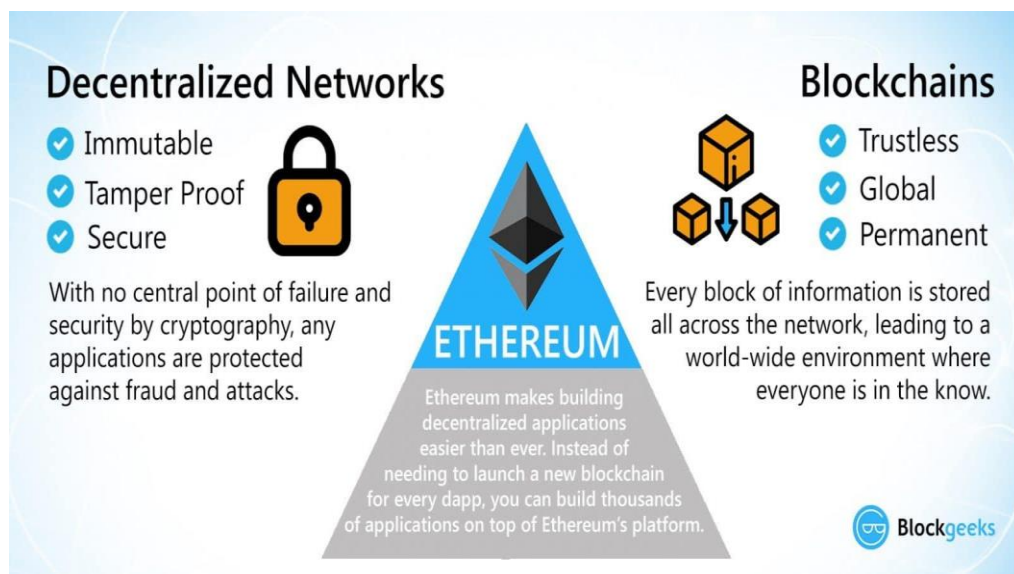 Decentralized Networks
Immutable
Tamper Proof
Secure
With no central point of failure and
security by cryptography, any
applications are protected
against fraud and attacks.
ETHEREUM
Ethereum makes building
decentralized applications
easier than ever. Instead of
needing to launch a new blockchain
for every dapp, you can build thousands
of applications on top of Ethereum's platform.
Blockchains
Trustless
Global
Permanent
Every block of information is stored
all across the network, leading to a
world-wide environment where
everyone is in the know.
Blockgeeks